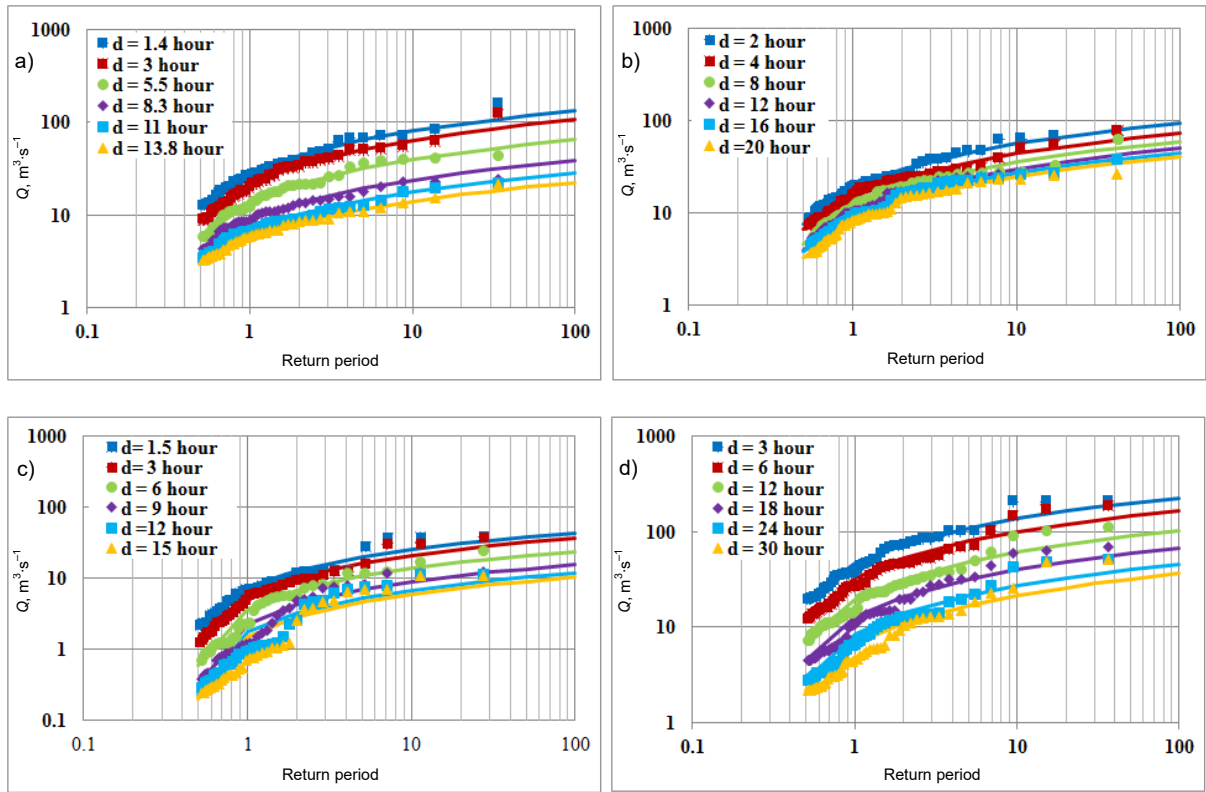 a)
1000
100
10
1
0.1
1
10
100
Q, m³·s⁻¹
Return period
d = 1.4 hour
d = 3 hour
d = 5.5 hour
d = 8.3 hour
d = 11 hour
d = 13.8 hour
b)
1000
100
10
1
0.1
1
10
100
Q, m³·s⁻¹
Return period
d = 2 hour
d = 4 hour
d = 8 hour
d = 12 hour
d = 16 hour
d =20 hour
c)
1000
100
10
1
0.1
0.1
1
10
100
Q, m³·s⁻¹
Return period
d= 1.5 hour
d= 3 hour
d = 6 hour
d = 9 hour
d =12 hour
d = 15 hour
d)
1000
100
10
1
0.1
1
10
100
Q, m³·s⁻¹
Return period
d = 3 hour
d = 6 hour
d = 12 hour
d = 18 hour
d = 24 hour
d = 30 hour